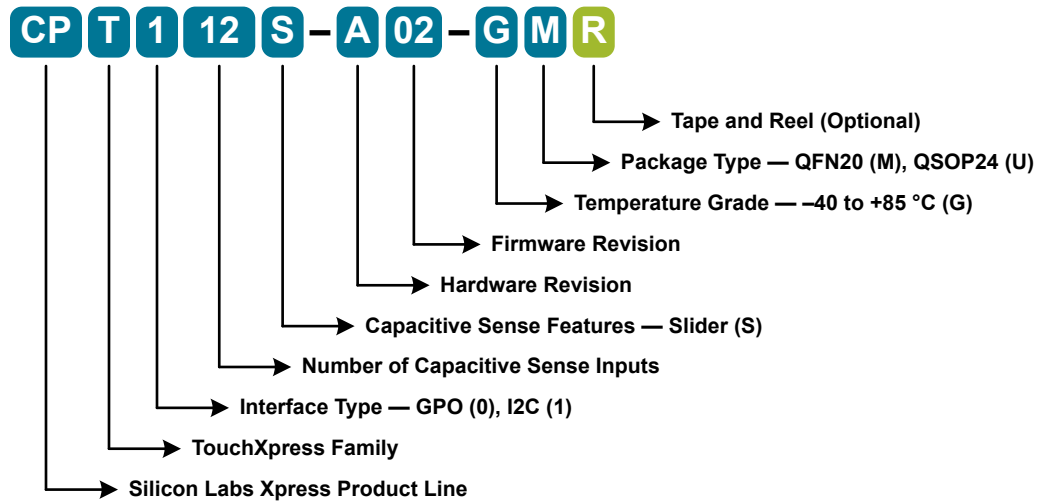 CP T 1 12 S – A 02 – G M R
Tape and Reel (Optional)
Package Type — QFN20 (M), QSOP24 (U)
Temperature Grade — –40 to +85 °C (G)
Firmware Revision
Hardware Revision
Capacitive Sense Features — Slider (S)
Number of Capacitive Sense Inputs
Interface Type — GPO (0), I2C (1)
TouchXpress Family
Silicon Labs Xpress Product Line